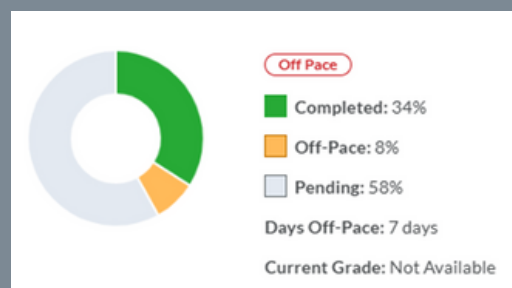 Off Pace
Completed: 34%
Off-Pace: 8%
Pending: 58%
Days Off-Pace: 7 days
Current Grade: Not Available